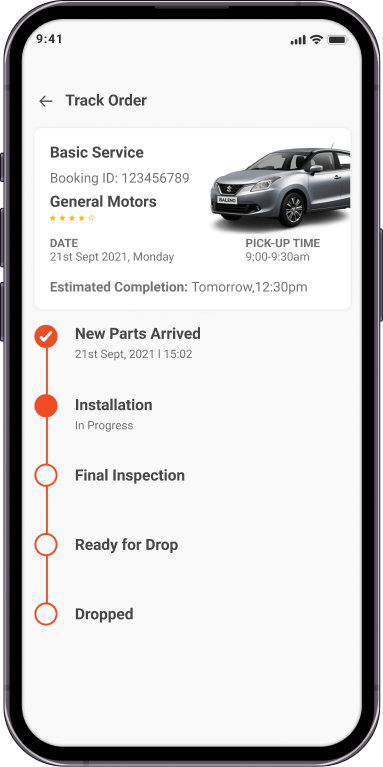 9:41
Track Order
Basic Service
Booking ID: 123456789
General Motors
DATE
21st Sept 2021, Monday
PICK-UP TIME
9:00-9:30am
Estimated Completion: Tomorrow,12:30pm
BALENO
New Parts Arrived
21st Sept, 2021 l 15:02
Installation
In Progress
Final Inspection
Ready for Drop
Dropped